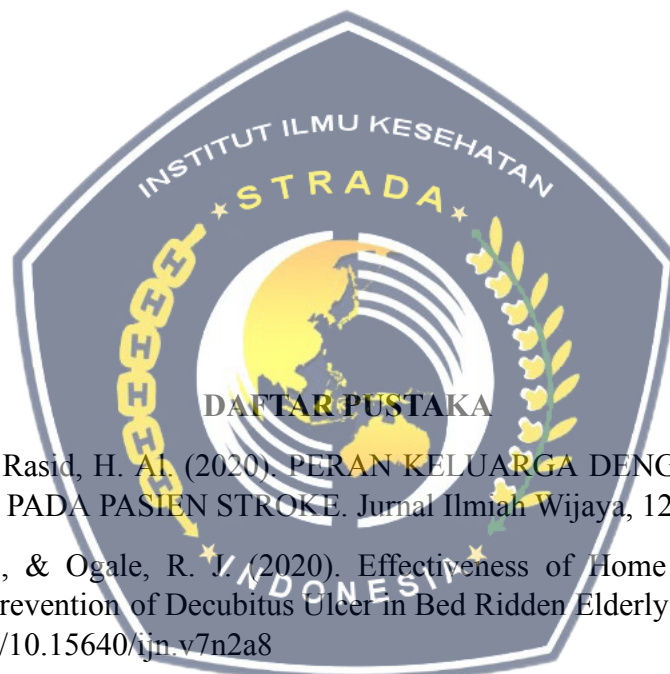 INSTITUT ILMU KESEHATAN
STRADA
DAFTAR PUSTAKA
Rasid, H. Al. (2020). PERAN KELUARGA DENG
PADA PASIEN STROKE. Jurnal Ilmiah Wijaya, 12
, & Ogale, R. J. (2020). Effectiveness of Home
revention of Decubitus Ulcer in Bed Ridden Elderly
/10.15640/ijn.v7n2a8
INDONESIA